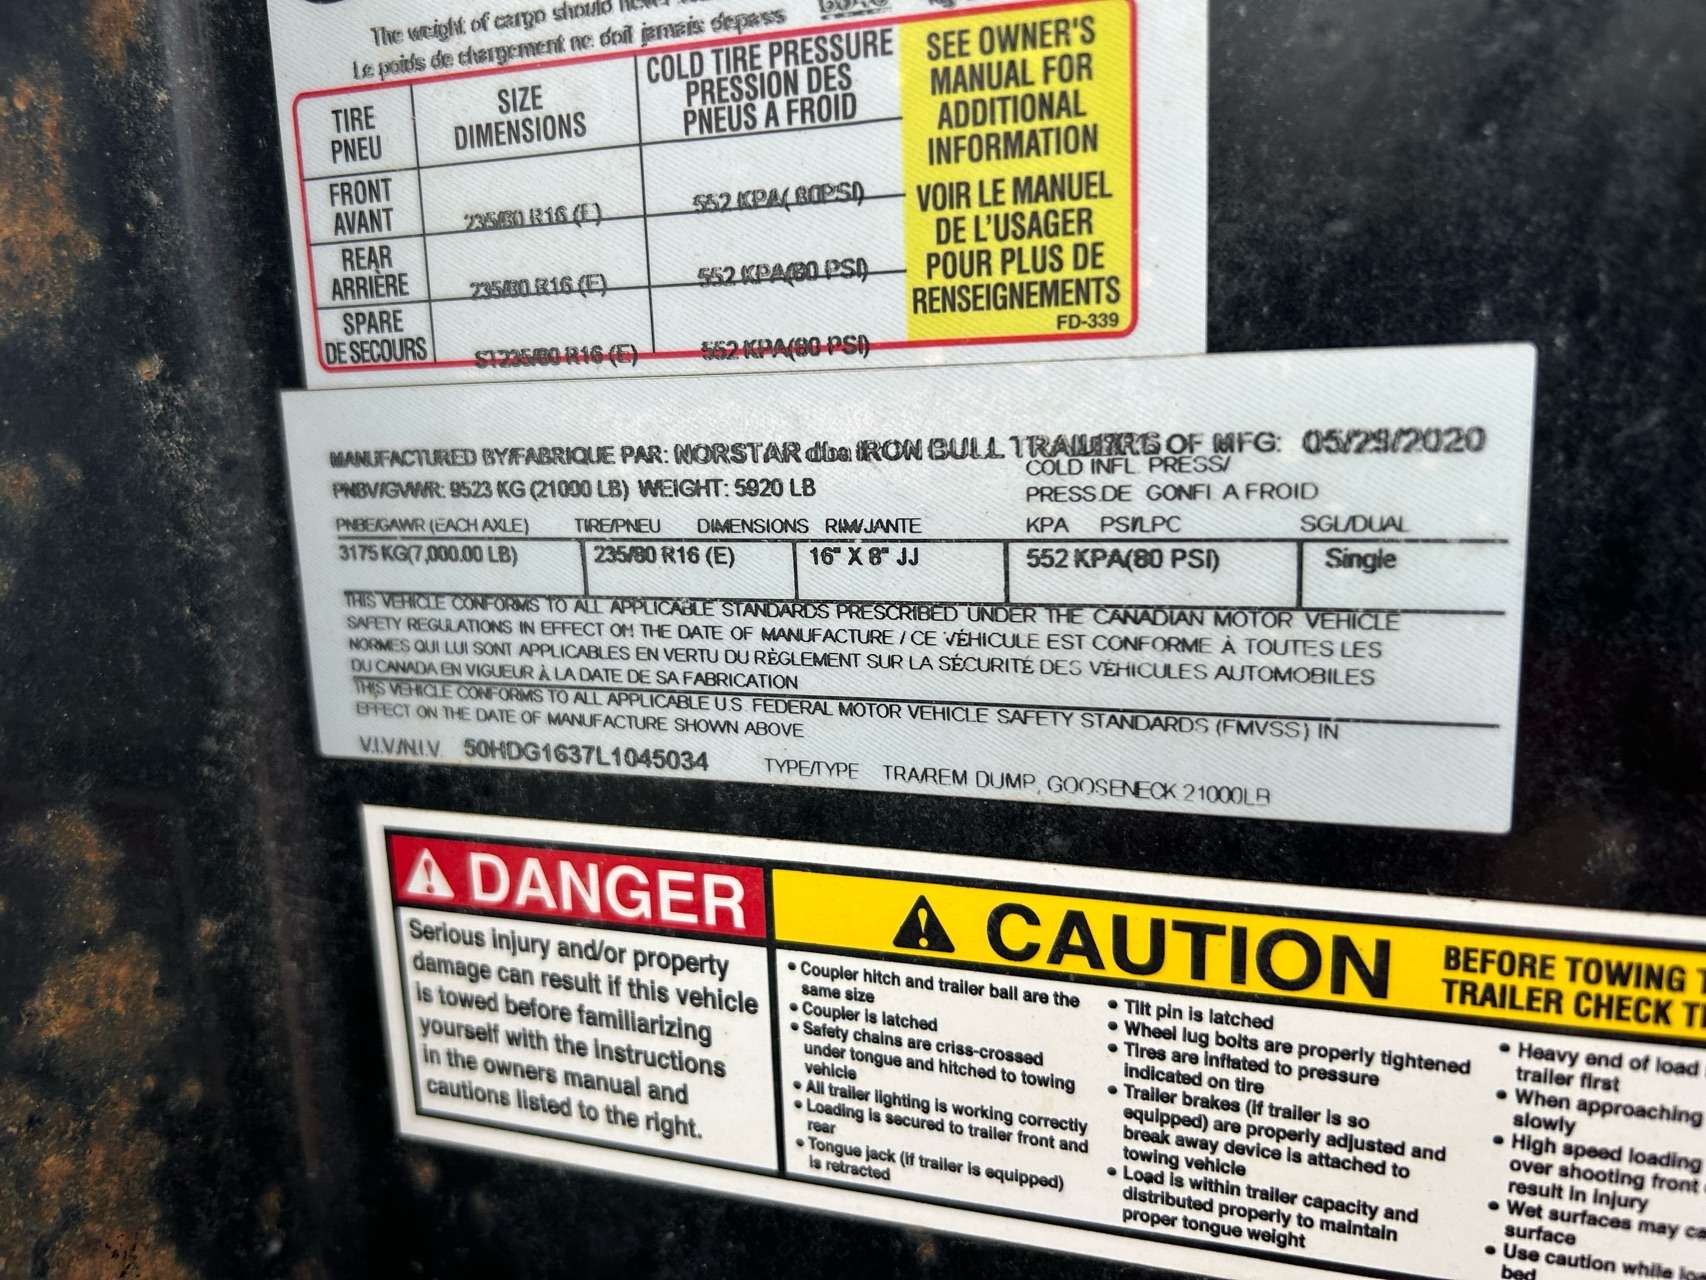 The weight of cargo should never
Le poids de chargement ne doit jamais depass
TIRE
PNEU
SIZE
DIMENSIONS
COLD TIRE PRESSURE
PRESSION DES
PNEUS A FROID
SEE OWNER'S
MANUAL FOR
ADDITIONAL
INFORMATION
VOIR LE MANUEL
DE L'USAGER
POUR PLUS DE
RENSEIGNEMENTS
FD-339
FRONT
AVANT
235/80 R16 (E)
552 KPA( 80PSI)
REAR
ARRIÈRE
235/80 R16 (E)
552 KPA(80 PSI)
SPARE
DE SECOURS
ST235/80 R16 (E)
552 KPA(80 PSI)
MANUFACTURED BY/FABRIQUE PAR: NORSTAR dba IRON BULL TRAILERS OF MFG: 05/29/2020
PNBV/GVWR: 9523 KG (21000 LB) WEIGHT: 5920 LB
COLD INFL PRESS/
PRESS.DE GONFI A FROID
PNBE/GAWR (EACH AXLE) TIRE/PNEU DIMENSIONS RIM/JANTE KPA PSI/LPC SGL/DUAL
3175 KG(7,000.00 LB) 235/80 R16 (E) 16" X 8" JJ 552 KPA(80 PSI) Single
THIS VEHICLE CONFORMS TO ALL APPLICABLE STANDARDS PRESCRIBED UNDER THE CANADIAN MOTOR VEHICLE
SAFETY REGULATIONS IN EFFECT ON THE DATE OF MANUFACTURE / CE VÉHICULE EST CONFORME À TOUTES LES
NORMES QUI LUI SONT APPLICABLES EN VERTU DU RÈGLEMENT SUR LA SÉCURITÉ DES VÉHICULES AUTOMOBILES
DU CANADA EN VIGUEUR À LA DATE DE SA FABRICATION
THIS VEHICLE CONFORMS TO ALL APPLICABLE U.S. FEDERAL MOTOR VEHICLE SAFETY STANDARDS (FMVSS) IN
EFFECT ON THE DATE OF MANUFACTURE SHOWN ABOVE
V.I.V/N.I.V 50HDG1637L1045034 TYPE/TYPE TRA/REM DUMP, GOOSENECK 21000LB
DANGER
Serious injury and/or property
damage can result if this vehicle
is towed before familiarizing
yourself with the instructions
in the owners manual and
cautions listed to the right.
CAUTION
BEFORE TOWING
TRAILER CHECK
• Coupler hitch and trailer ball are the
same size
• Coupler is latched
• Safety chains are criss-crossed
under tongue and hitched to towing
vehicle
• All trailer lighting is working correctly
• Loading is secured to trailer front and
rear
• Tongue jack (if trailer is equipped)
is retracted
• Tilt pin is latched
• Wheel lug bolts are properly tightened
• Tires are inflated to pressure
indicated on tire
• Trailer brakes (if trailer is so
equipped) are properly adjusted and
break away device is attached to
towing vehicle
• Load is within trailer capacity and
distributed properly to maintain
proper tongue weight
• Heavy end of load
trailer first
• When approaching
slowly
• High speed loading
over shooting front
result in injury
• Wet surfaces may
surface
• Use caution while
bed